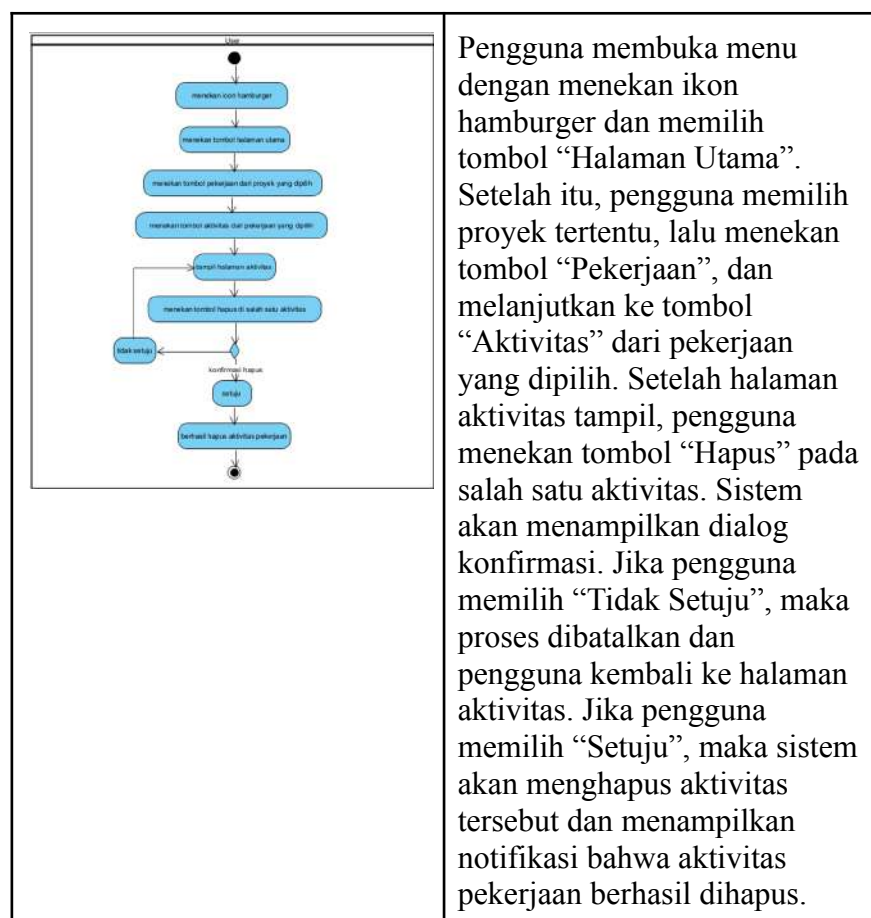 User
menekan icon hamburger
menekan tombol halaman utama
menekan tombol pekerjaan dari proyek yang dipilih
menekan tombol aktivitas dari pekerjaan yang dipilih
tampil halaman aktivitas
menekan tombol hapus di salah satu aktivitas
tidak setuju
konfirmasi hapus
setuju
berhasil hapus aktivitas pekerjaan
Pengguna membuka menu
dengan menekan ikon
hamburger dan memilih
tombol “Halaman Utama”.
Setelah itu, pengguna memilih
proyek tertentu, lalu menekan
tombol “Pekerjaan”, dan
melanjutkan ke tombol
“Aktivitas” dari pekerjaan
yang dipilih. Setelah halaman
aktivitas tampil, pengguna
menekan tombol “Hapus” pada
salah satu aktivitas. Sistem
akan menampilkan dialog
konfirmasi. Jika pengguna
memilih “Tidak Setuju”, maka
proses dibatalkan dan
pengguna kembali ke halaman
aktivitas. Jika pengguna
memilih “Setuju”, maka sistem
akan menghapus aktivitas
tersebut dan menampilkan
notifikasi bahwa aktivitas
pekerjaan berhasil dihapus.